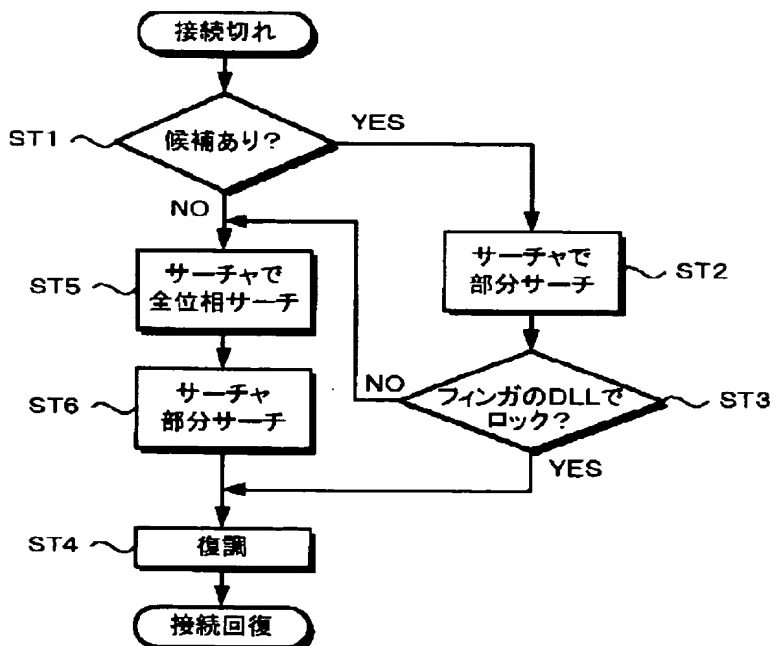 接続切れ
ST1
候補あり?
YES
NO
サーチャで
部分サーチ
ST2
ST5
サーチャで
全位相サーチ
NO
フィンガのDLLで
ロック?
ST3
ST6
サーチャ
部分サーチ
YES
ST4
復調
接続回復